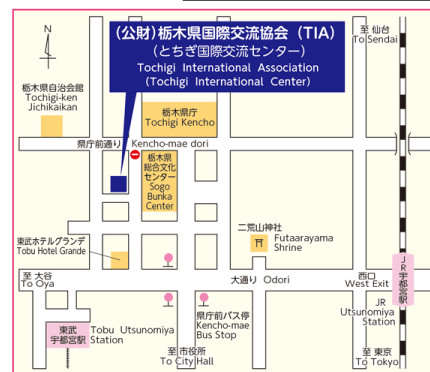 (公財)栃木県国際交流協会(TIA)
(とちぎ国際交流センター)
Tochigi International Association
(Tochigi International Center)
至 仙台
To Sendai
N
栃木県自治会館
Tochigi-ken
Jichikaikan
栃木県庁
Tochigi Kencho
県庁前通り Kencho-mae dori
栃木県
総合文化
センター
Sogo
Bunka
Center
二荒山神社
Futaarayama
Shrine
東武ホテルグランデ
Tobu Hotel Grande
至 大谷
To Oya
大通り Odori
西口
West Exit
JR宇都宮駅
JR
Utsunomiya
Station
県庁前バス停
Kencho-mae
Bus Stop
東武
宇都宮駅
Tobu Utsunomiya
Station
至 市役所
To City Hall
至 東京
To Tokyo